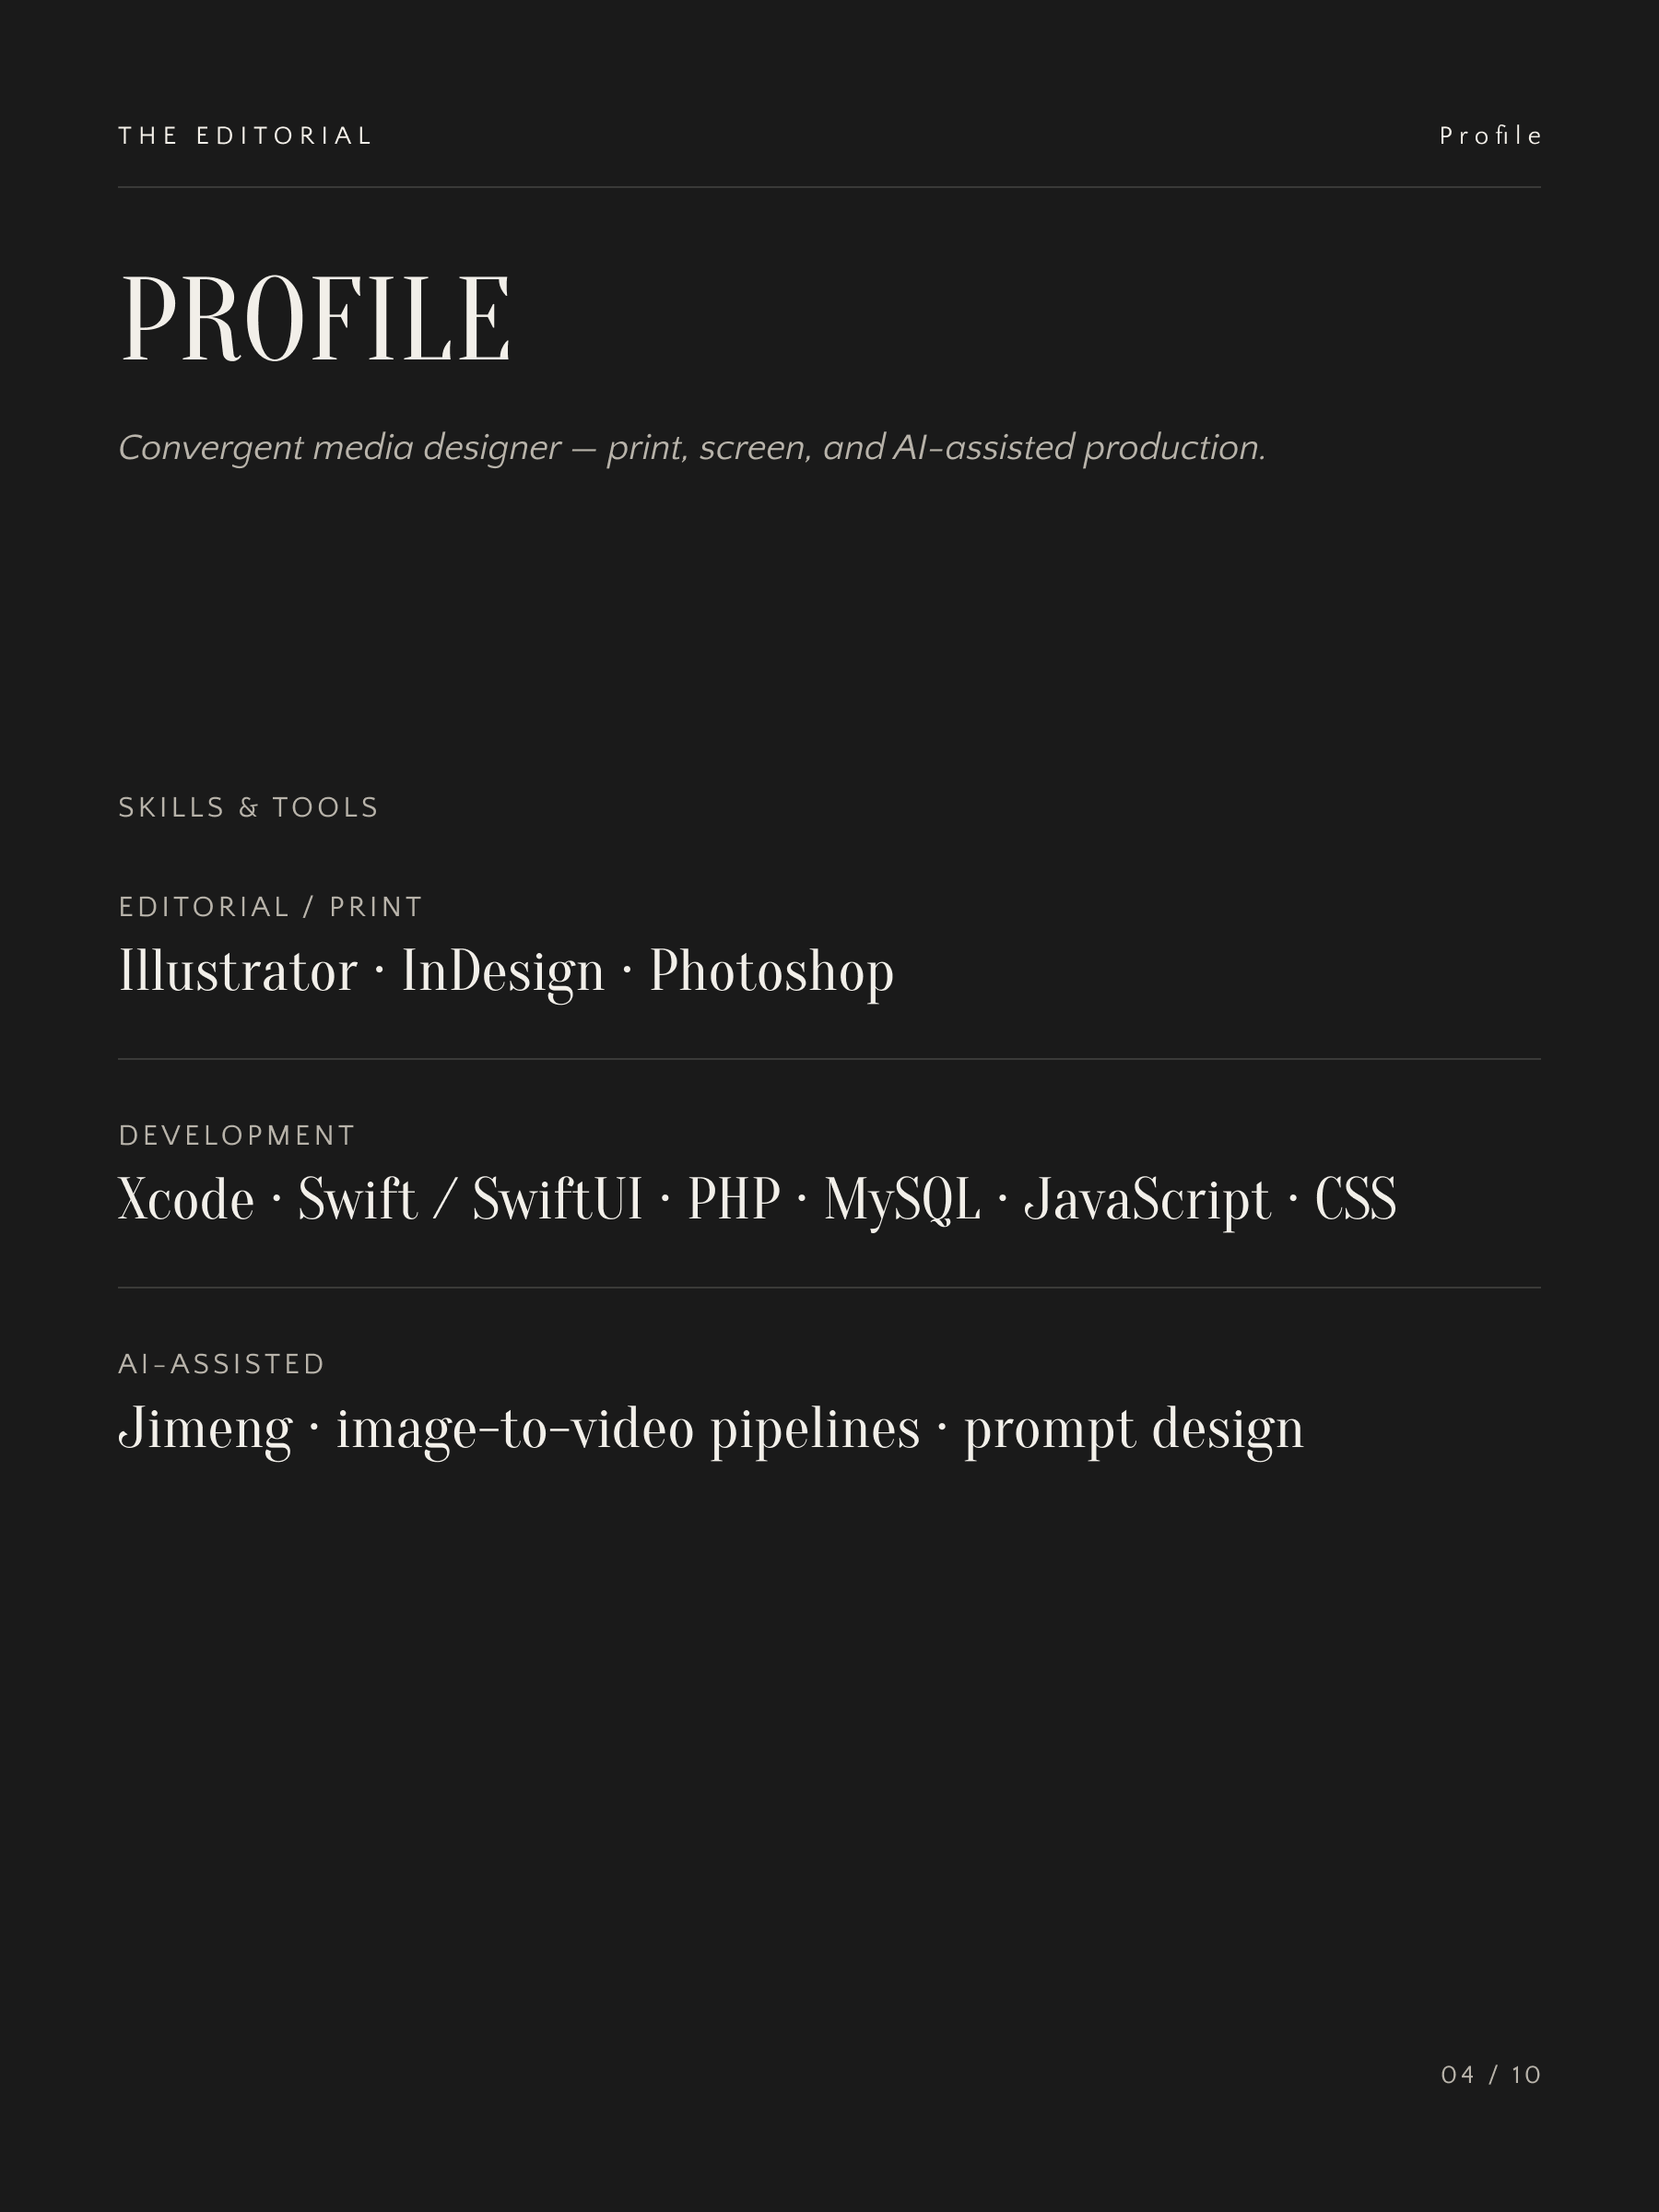 THE EDITORIAL
Profile
PROFILE
Convergent media designer — print, screen, and AI-assisted production.
SKILLS & TOOLS
EDITORIAL / PRINT
Illustrator · InDesign · Photoshop
DEVELOPMENT
Xcode · Swift / SwiftUI · PHP · MySQL · JavaScript · CSS
AI-ASSISTED
Jimeng · image-to-video pipelines · prompt design
04 / 10